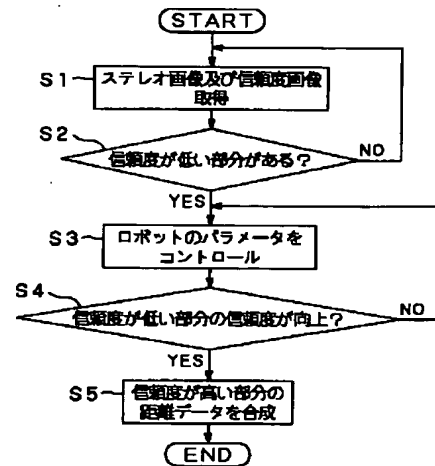 START
S1
ステレオ画像及び信頼度画像
取得
S2
信頼度が低い部分がある？
NO
YES
S3
ロボットのパラメータを
コントロール
S4
信頼度が低い部分の信頼度が向上？
NO
YES
S5
信頼度が高い部分の
距離データを合成
END